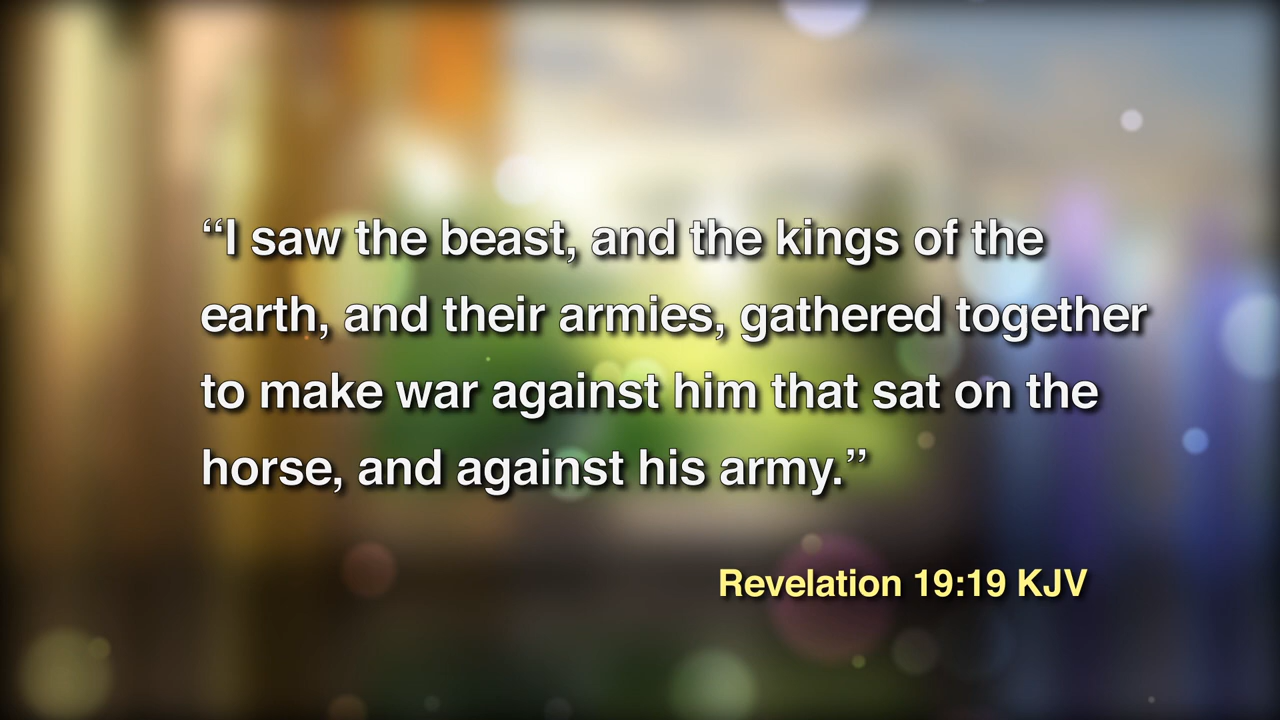 “I saw the beast, and the kings of the
earth, and their armies, gathered together
to make war against him that sat on the
horse, and against his army.”
Revelation 19:19 KJV